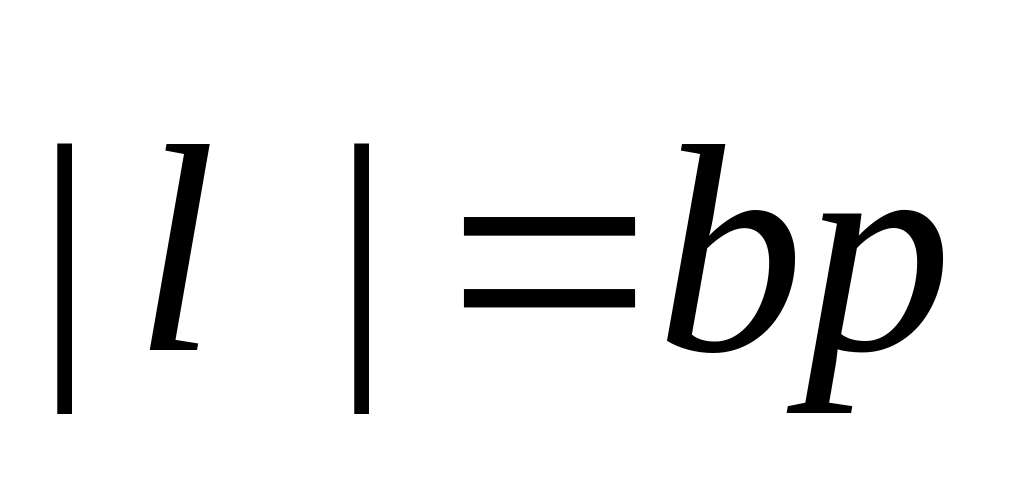 | l | =bp